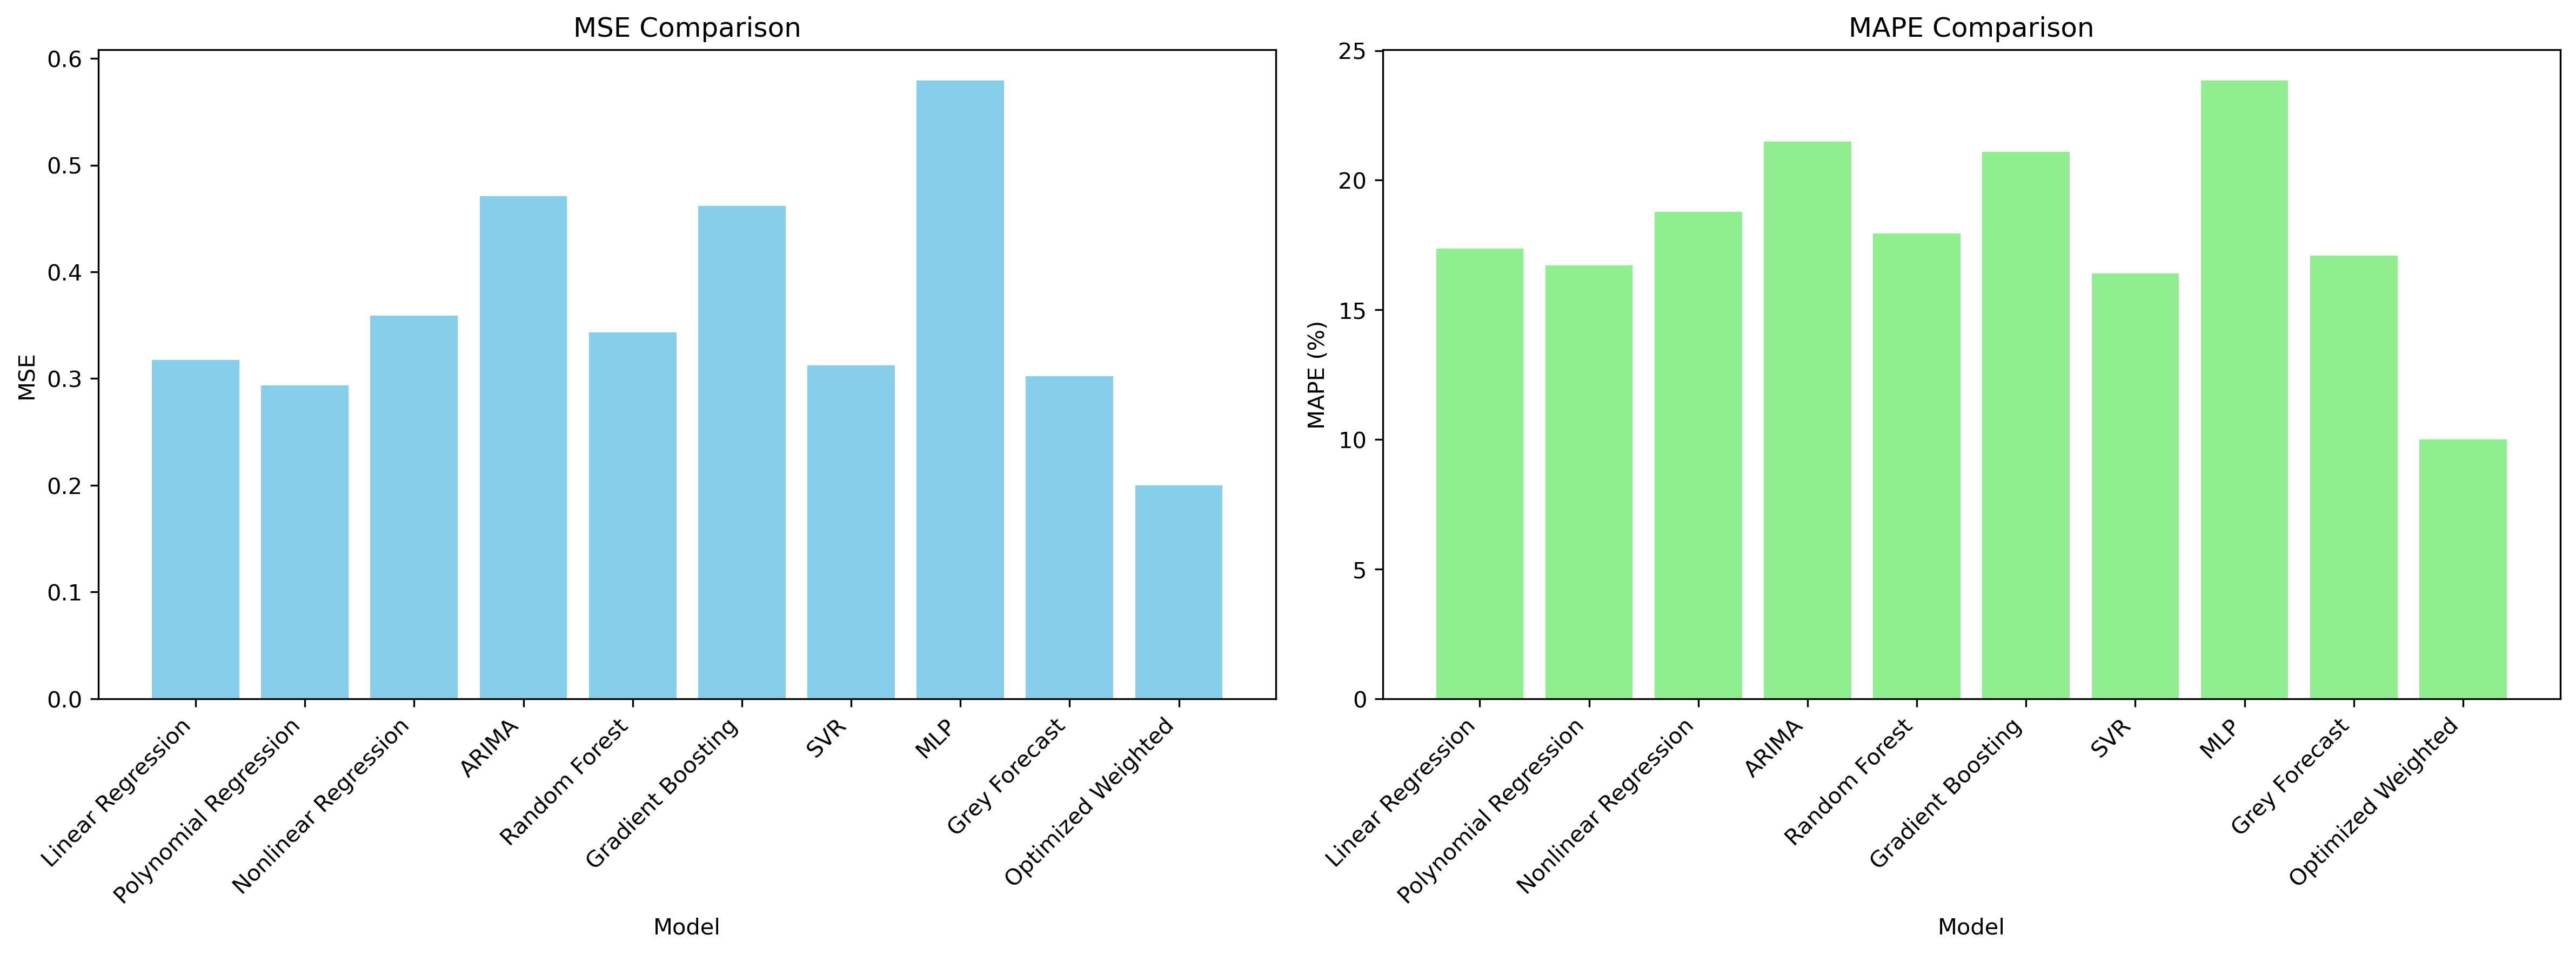 MSE Comparison
0.6
0.5
0.4
0.3
0.2
0.1
0.0
MSE
Linear Regression
Polynomial Regression
Nonlinear Regression
ARIMA
Random Forest
Gradient Boosting
SVR
MLP
Grey Forecast
Optimized Weighted
Model
MAPE Comparison
25
20
15
10
5
0
MAPE (%)
Linear Regression
Polynomial Regression
Nonlinear Regression
ARIMA
Random Forest
Gradient Boosting
SVR
MLP
Grey Forecast
Optimized Weighted
Model